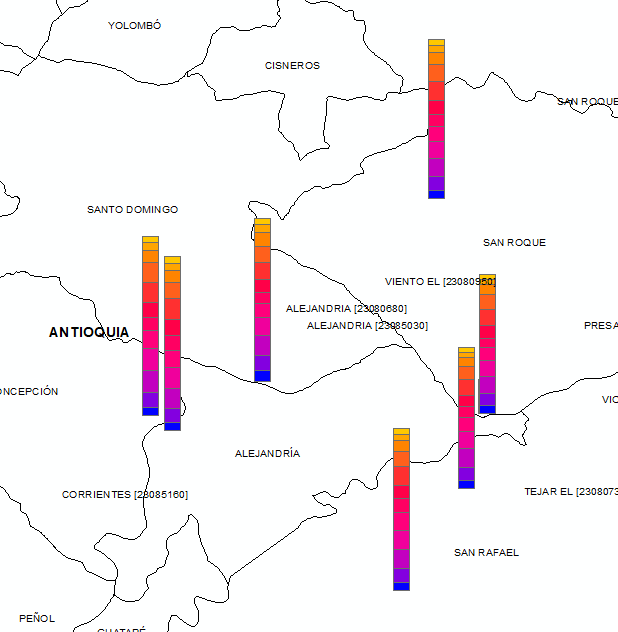 YOLOMBÓ
CISNEROS
SAN ROQUE
SANTO DOMINGO
SAN ROQUE
VIENTO EL [23080950]
ALEJANDRIA [23080680]
ALEJANDRIA [23085030]
PRESA
ANTIOQUIA
ONCEPCIÓN
VIC
ALEJANDRÍA
CORRIENTES [23085160]
TEJAR EL [2308073
SAN RAFAEL
PEÑOL
GUATAPÉ